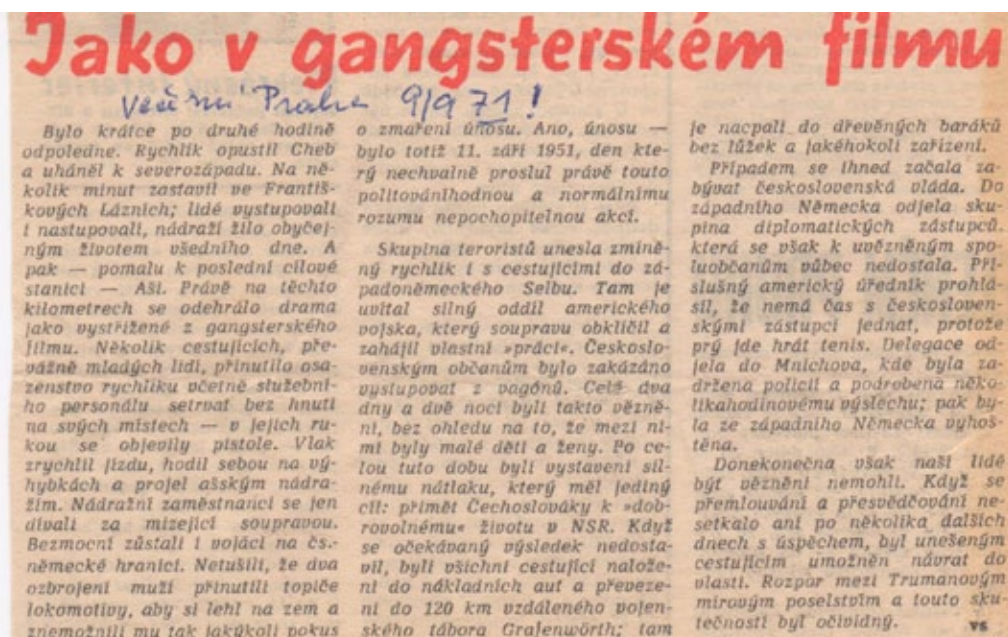 Jako v gangsterském filmu
Večerní Praha 9/9 71!
Bylo krátce po druhé hodině
odpoledne. Rychlík opustil Cheb
a uháněl k severozápadu. Na ně-
kolik minut zastavil ve Františ-
kových Lázních; lidé vystupovali
i nastupovali, nádraží žilo obyčej-
ným životem všedního dne. A
pak — pomalu k poslední cílové
stanici — Aši. Právě na těchto
kilometrech se odehrálo drama
jako vystřižené z gangsterského
filmu. Několik cestujících, pře-
vážně mladých lidí, přinutilo osa-
zenstvo rychlíku včetně služební-
ho personálu setrvat bez hnutí
na svých místech — v jejich ru-
kou se objevily pistole. Vlak
zrychlil jízdu, hodil sebou na vý-
hybkách a projel ašským nádra-
žím. Nádražní zaměstnanci se jen
dívali za mizející soupravou.
Bezmocní zůstali i vojáci na čs.-
německé hranici. Netušili, že dva
ozbrojení muži přinutili topiče
lokomotivy, aby si lehl na zem a
znemožnili mu tak jakýkoli pokus
o zmaření únosu. Ano, únosu —
bylo totiž 11. září 1951, den kte-
rý nechvalně proslul právě touto
politováníhodnou a normálnímu
rozumu nepochopitelnou akcí.
Skupina teroristů unesla zmíně-
ný rychlík i s cestujícími do zá-
padoněmeckého Selbu. Tam je
uvítal silný oddíl amerického
vojska, který soupravu obklíčil a
zahájil vlastní »práci«. Českoslo-
venským občanům bylo zakázáno
vystupovat z vagónů. Celé dva
dny a dvě noci byli takto vězně-
ni, bez ohledu na to, že mezi ni-
mi byly malé děti a ženy. Po ce-
lou tuto dobu byli vystaveni sil-
nému nátlaku, který měl jediný
cíl: přimět Čechoslováky k »dob-
rovolnému« životu v NSR. Když
se očekávaný výsledek nedosta-
vil, byli všichni cestující nalože-
ni do nákladních aut a převeze-
ni do 120 km vzdáleného vojen-
ského tábora Grafenwörth; tam
je nacpali do dřevěných baráků
bez lůžek a jakéhokoli zařízení.
Případem se ihned začala za-
bývat československá vláda. Do
západního Německa odjela sku-
pina diplomatických zástupců,
která se však k uvězněným spo-
luobčanům vůbec nedostala. Pří-
slušný americký úředník prohlá-
sil, že nemá čas s českosloven-
skými zástupci jednat, protože
prý jde hrát tenis. Delegace od-
jela do Mnichova, kde byla za-
držena policií a podrobena něko-
likahodinovému výslechu; pak by-
la ze západního Německa vyhoš-
těna.
Donekonečna však naši lidé
být vězněni nemohli. Když se
přemlouvání a přesvědčování ne-
setkalo ani po několika dalších
dnech s úspěchem, byl uneseným
cestujícím umožněn návrat do
vlasti. Rozpor mezi Trumanovým
mírovým poselstvím a touto sku-
tečností byl očividný.
vs